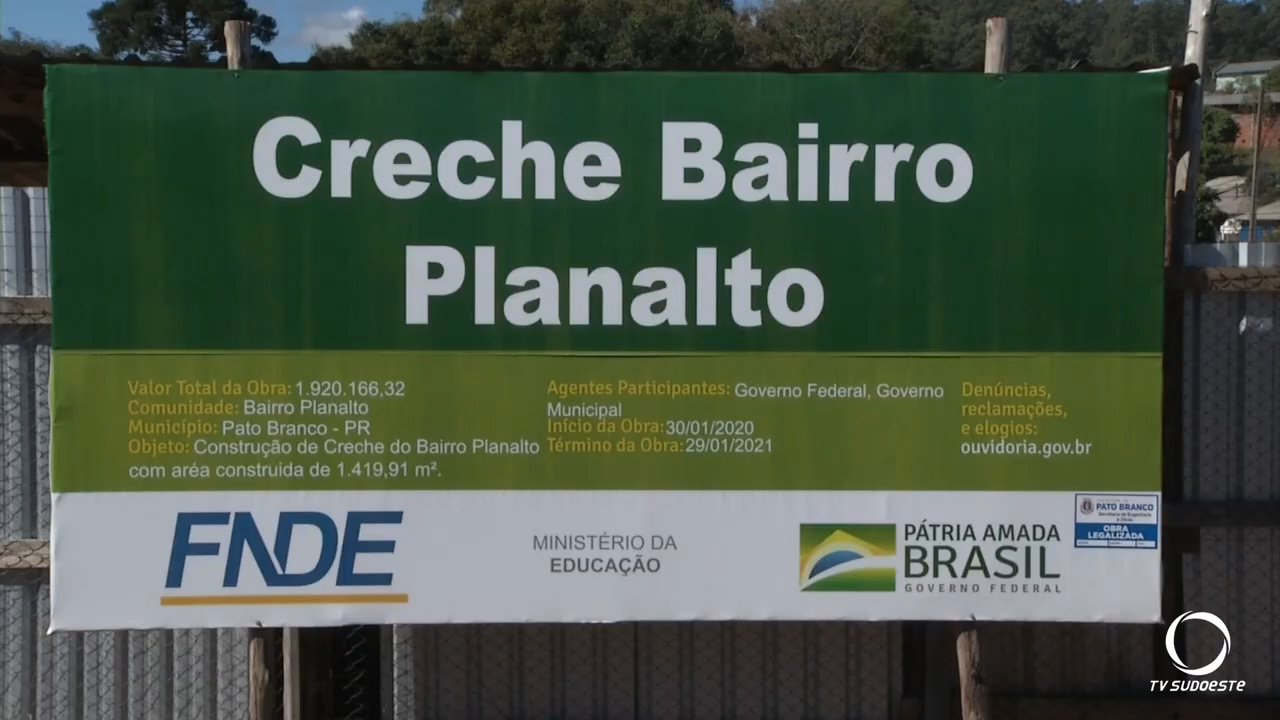 Creche Bairro
Planalto
Valor Total da Obra: 1.920.166,32
Comunidade: Bairro Planalto
Município: Pato Branco - PR
Objeto: Construção de Creche do Bairro Planalto
com aréa construida de 1.419,91 m².
Agentes Participantes: Governo Federal, Governo
Municipal
Início da Obra: 30/01/2020
Término da Obra: 29/01/2021
Denúncias,
reclamações,
e elogios:
ouvidoria.gov.br
FNDE
MINISTÉRIO DA
EDUCAÇÃO
PÁTRIA AMADA
BRASIL
GOVERNO FEDERAL
PATO BRANCO
OBRA
LEGALIZADA
TV SUDOESTE